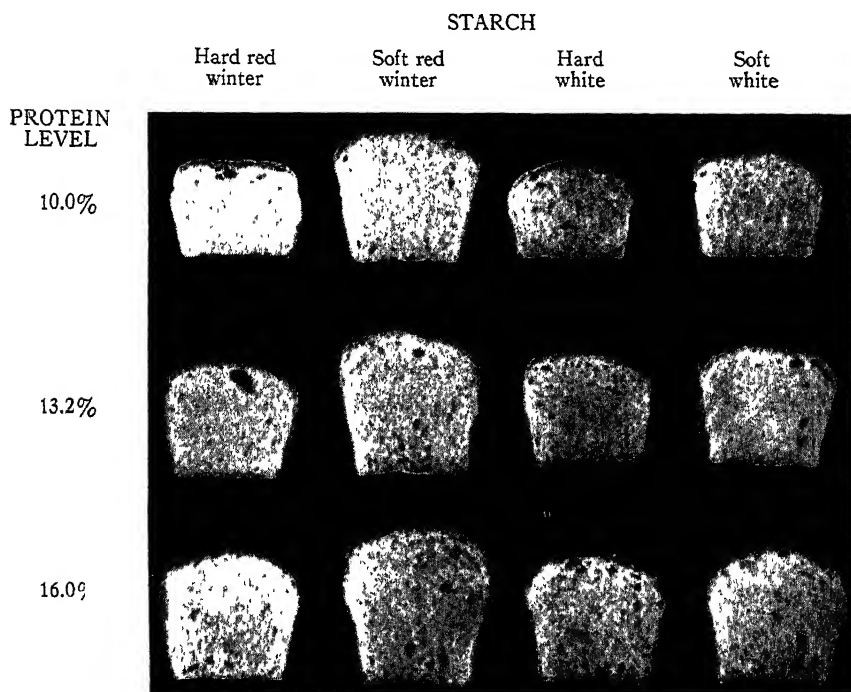 STARCH
Hard red Soft red Hard Soft
winter winter white white
PROTEIN
LEVEL
10.0%
13.2%
16.0%